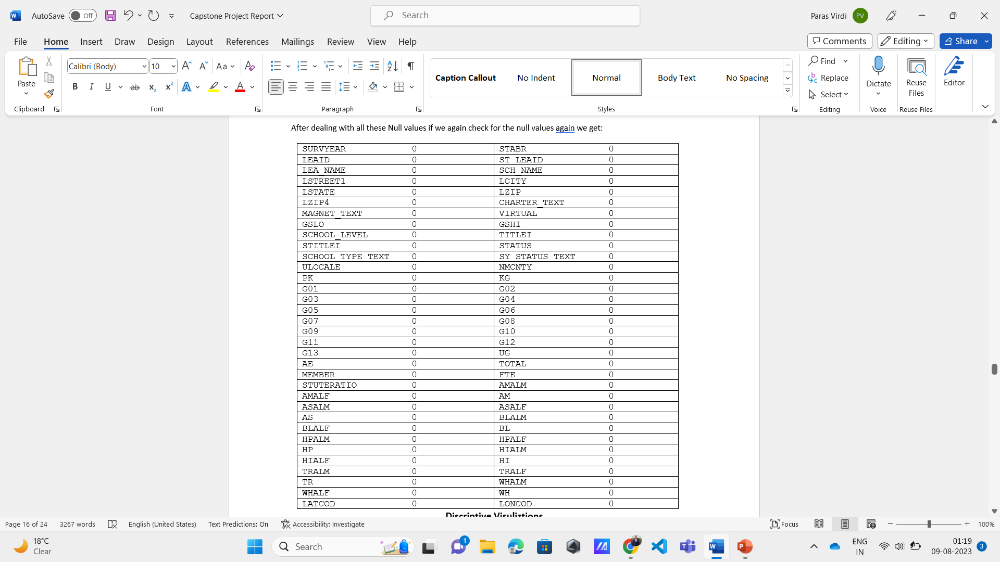 AutoSave Off Capstone Project Report Search Paras Virdi PV
File Home Insert Draw Design Layout References Mailings Review View Help Comments Editing Share
Paste Calibri (Body) 10 Aa Caption Callout No Indent Normal Body Text No Spacing Find Replace Select Dictate Reuse Files Editor
Clipboard Font Paragraph Styles Editing Voice Reuse Files
After dealing with all these Null values if we again check for the null values again we get:
SURVYEAR 0 STABR 0
LEAID 0 ST_LEAID 0
LEA_NAME 0 SCH_NAME 0
LSTREET1 0 LCITY 0
LSTATE 0 LZIP 0
LZIP4 0 CHARTER_TEXT 0
MAGNET_TEXT 0 VIRTUAL 0
GSLO 0 GSHI 0
SCHOOL_LEVEL 0 TITLEI 0
STITLEI 0 STATUS 0
SCHOOL_TYPE_TEXT 0 SY_STATUS_TEXT 0
ULOCALE 0 NMCNTY 0
PK 0 KG 0
G01 0 G02 0
G03 0 G04 0
G05 0 G06 0
G07 0 G08 0
G09 0 G10 0
G11 0 G12 0
G13 0 UG 0
AE 0 TOTAL 0
MEMBER 0 FTE 0
STUTERATIO 0 AMALM 0
AMALF 0 AM 0
ASALM 0 ASALF 0
AS 0 BLALM 0
BLALF 0 BL 0
HPALM 0 HPALF 0
HP 0 HIALM 0
HIALF 0 HI 0
TRALM 0 TRALF 0
TR 0 WHALM 0
WHALF 0 WH 0
LATCOD 0 LONCOD 0
Discriptive Visuliztions
Page 16 of 24 3267 words English (United States) Text Predictions: On Accessibility: Investigate Focus 100%
18°C
Clear
Search
1
ENG
IN
01:19
09-08-2023
3